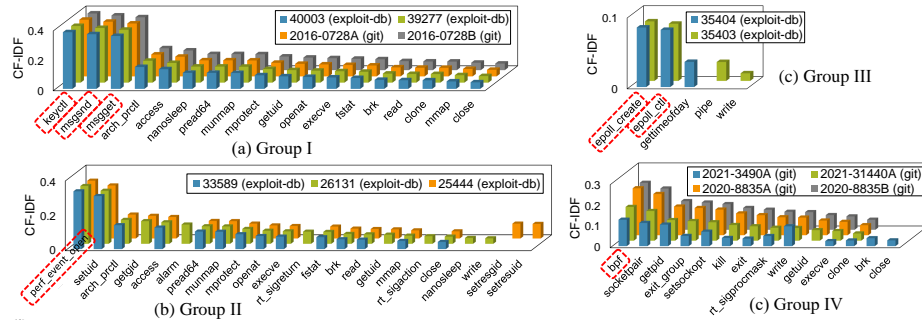 CF-IDF
0.4
0.2
0
40003 (exploit-db)
39277 (exploit-db)
2016-0728A (git)
2016-0728B (git)
keyctl
msgsnd
msgget
arch_prctl
access
nanosleep
pread64
munmap
mprotect
getuid
openat
execve
fstat
brk
read
clone
mmap
close
(a) Group I
CF-IDF
0.1
0
35404 (exploit-db)
35403 (exploit-db)
epoll_create
epoll_ctl
gettimeofday
pipe
write
(c) Group III
CF-IDF
0.4
0.2
0
33589 (exploit-db)
26131 (exploit-db)
25444 (exploit-db)
perf_event_open
setuid
arch_prctl
getgid
access
alarm
pread64
munmap
mprotect
openat
execve
rt_sigreturn
fstat
brk
read
getuid
mmap
rt_sigaction
close
nanosleep
write
setresgid
setresuid
(b) Group II
CF-IDF
0.3
0.2
0.1
0
2021-3490A (git)
2021-31440A (git)
2020-8835A (git)
2020-8835B (git)
bpf
socketpair
getpid
exit_group
setsockopt
kill
exit
rt_sigprocmask
write
getuid
execve
clone
brk
close
(c) Group IV